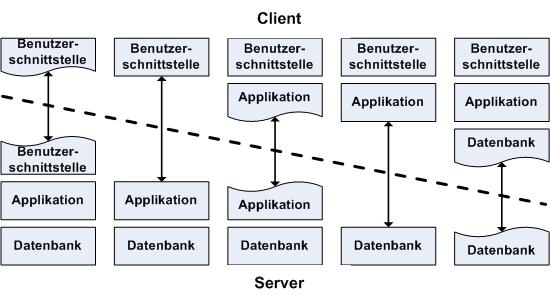 Client
Benutzer-
schnittstelle
Benutzer-
schnittstelle
Applikation
Datenbank
Benutzer-
schnittstelle
Applikation
Datenbank
Benutzer-
schnittstelle
Applikation
Applikation
Datenbank
Benutzer-
schnittstelle
Applikation
Datenbank
Benutzer-
schnittstelle
Applikation
Datenbank
Datenbank
Server